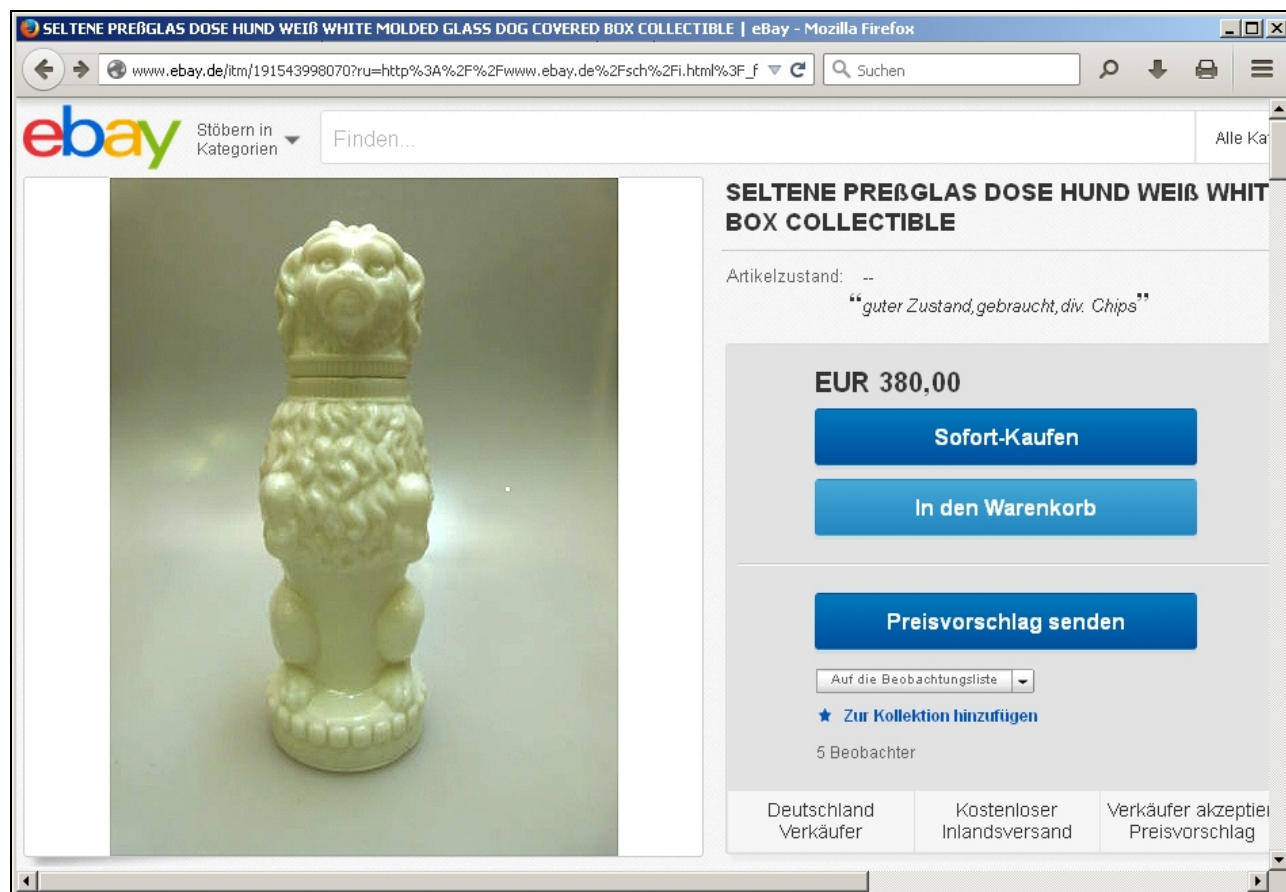 SELTENE PREßGLAS DOSE HUND WEIß WHITE MOLDED GLASS DOG COVERED BOX COLLECTIBLE | eBay - Mozilla Firefox
www.ebay.de/itm/191543998070?ru=http%3A%2F%2Fwww.ebay.de%2Fsch%2Fi.html%3F_f
Suchen
ebay
Stöbern in
Kategorien
Finden...
Alle Kat
SELTENE PREßGLAS DOSE HUND WEIß WHIT
BOX COLLECTIBLE
Artikelzustand: --
“guter Zustand,gebraucht,div. Chips”
EUR 380,00
Sofort-Kaufen
In den Warenkorb
Preisvorschlag senden
Auf die Beobachtungsliste
Zur Kollektion hinzufügen
5 Beobachter
Deutschland
Verkäufer
Kostenloser
Inlandsversand
Verkäufer akzeptier
Preisvorschlag